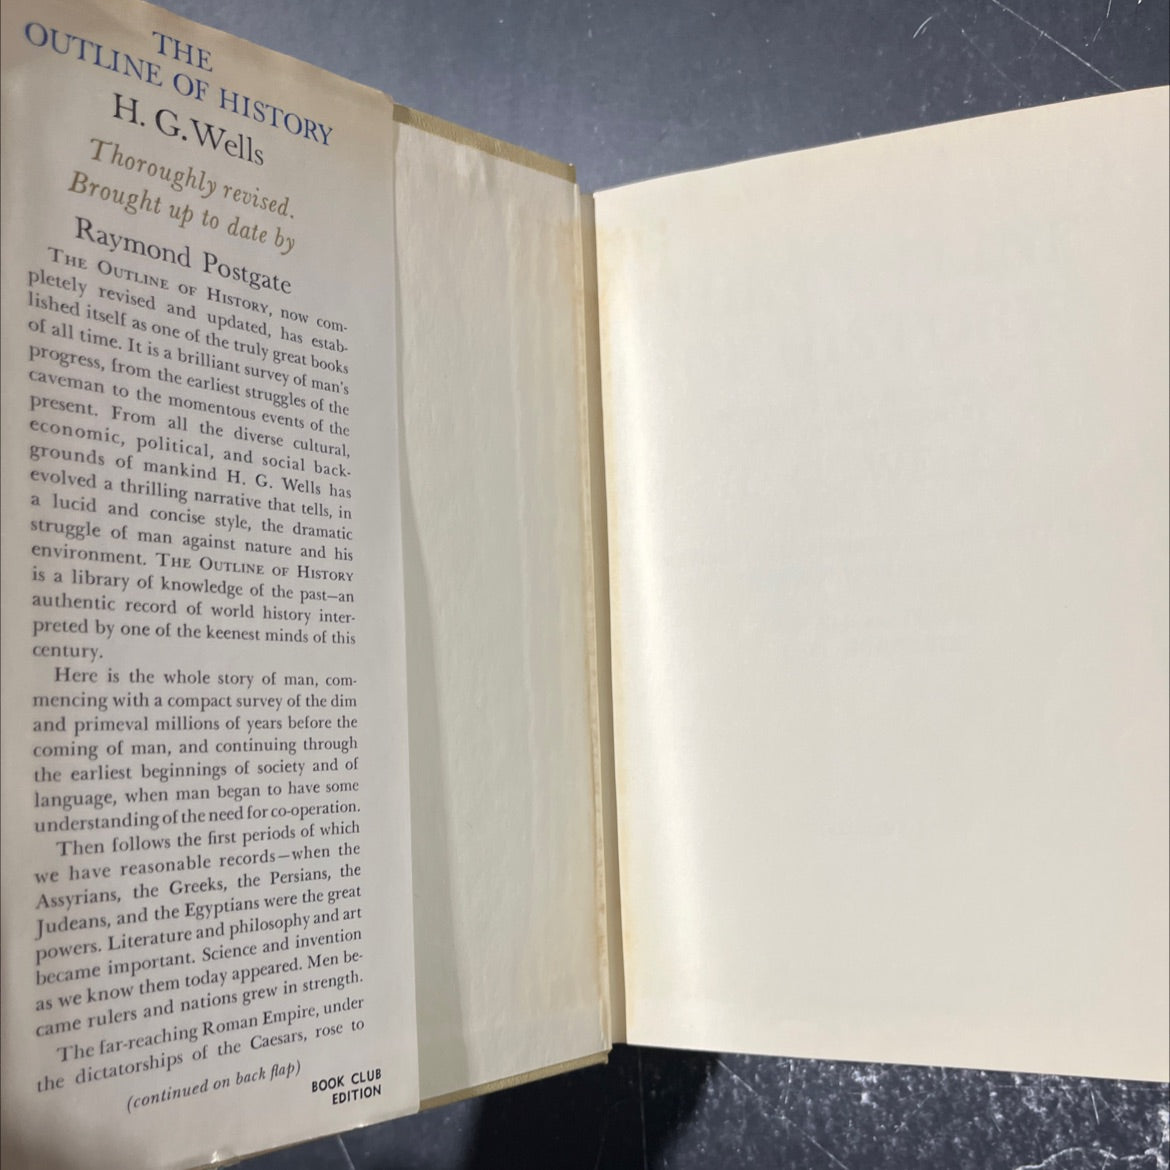 THE
OUTLINE OF HISTORY
H. G. Wells
Thoroughly revised.
Brought up to date by
Raymond Postgate
THE OUTLINE OF HISTORY, now com-
pletely revised and updated, has estab-
lished itself as one of the truly great books
of all time. It is a brilliant survey of man's
progress, from the earliest struggles of the
caveman to the momentous events of the
present. From all the diverse cultural,
economic, political, and social back-
grounds of mankind H. G. Wells has
evolved a thrilling narrative that tells, in
a lucid and concise style, the dramatic
struggle of man against nature and his
environment. THE OUTLINE OF HISTORY
is a library of knowledge of the past—an
authentic record of world history inter-
preted by one of the keenest minds of this
century.
Here is the whole story of man, com-
mencing with a compact survey of the dim
and primeval millions of years before the
coming of man, and continuing through
the earliest beginnings of society and of
language, when man began to have some
understanding of the need for co-operation.
Then follows the first periods of which
we have reasonable records—when the
Assyrians, the Greeks, the Persians, the
Judeans, and the Egyptians were the great
powers. Literature and philosophy and art
became important. Science and invention
as we know them today appeared. Men be-
came rulers and nations grew in strength.
The far-reaching Roman Empire, under
the dictatorships of the Caesars, rose to
(continued on back flap)
BOOK CLUB
EDITION